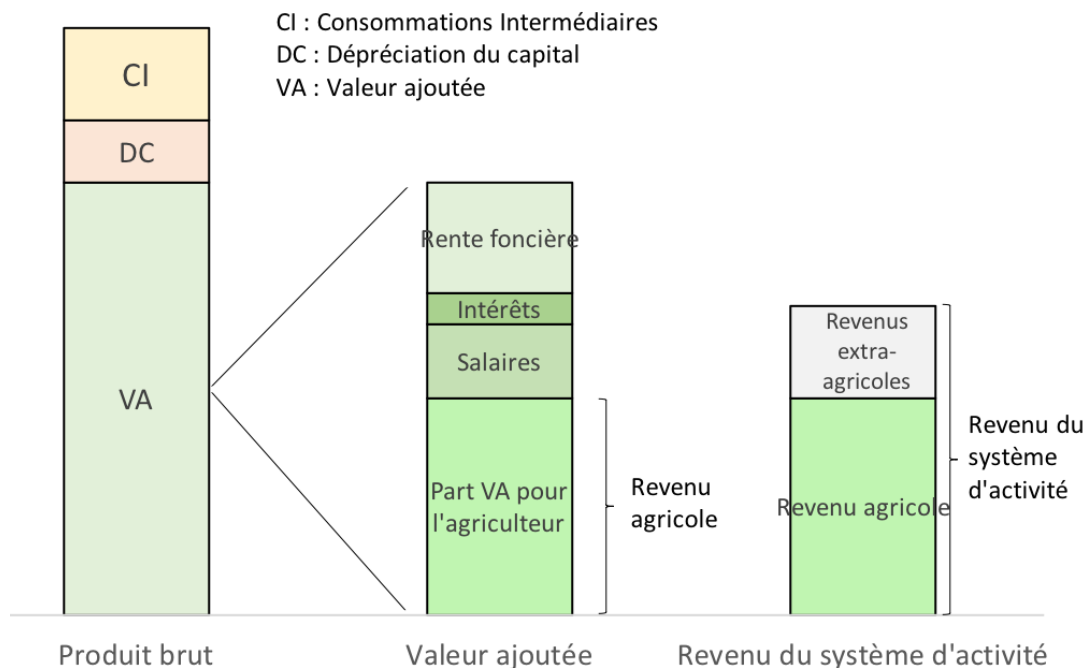 CI : Consommations Intermédiaires
DC : Dépréciation du capital
VA : Valeur ajoutée
CI
DC
VA
Rente foncière
Intérêts
Salaires
Part VA pour
l'agriculteur
Revenu
agricole
Revenus
extra-
agricoles
Revenu agricole
Revenu du
système
d'activité
Produit brut
Valeur ajoutée
Revenu du système d'activité